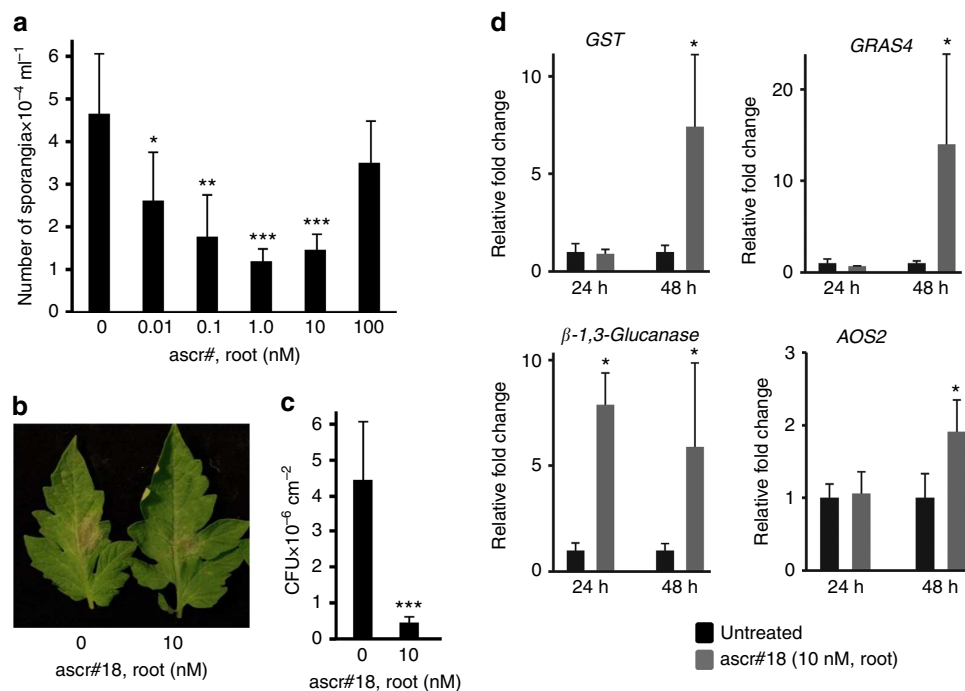 a
Number of sporangia×10⁻⁴ ml⁻¹
6
5
4
3
2
1
0
* ** *** ***
0 0.01 0.1 1.0 10 100
ascr#, root (nM)
b
0 10
ascr#18, root (nM)
c
CFU×10⁻⁶ cm⁻²
6
5
4
3
2
1
0
***
0 10
ascr#18, root (nM)
d
GST
Relative fold change
10
5
0
*
24 h 48 h
GRAS4
Relative fold change
20
10
0
*
24 h 48 h
β-1,3-Glucanase
Relative fold change
10
5
0
* *
24 h 48 h
AOS2
Relative fold change
3
2
1
0
*
24 h 48 h
Untreated
ascr#18 (10 nM, root)